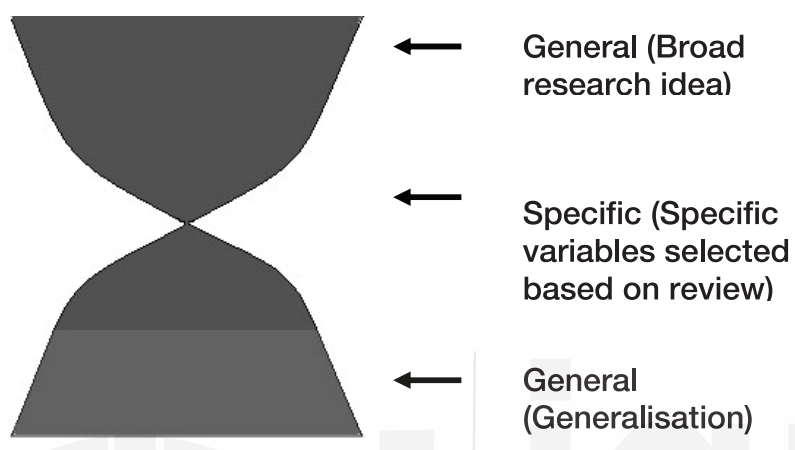 General (Broad
research idea)
Specific (Specific
variables selected
based on review)
General
(Generalisation)